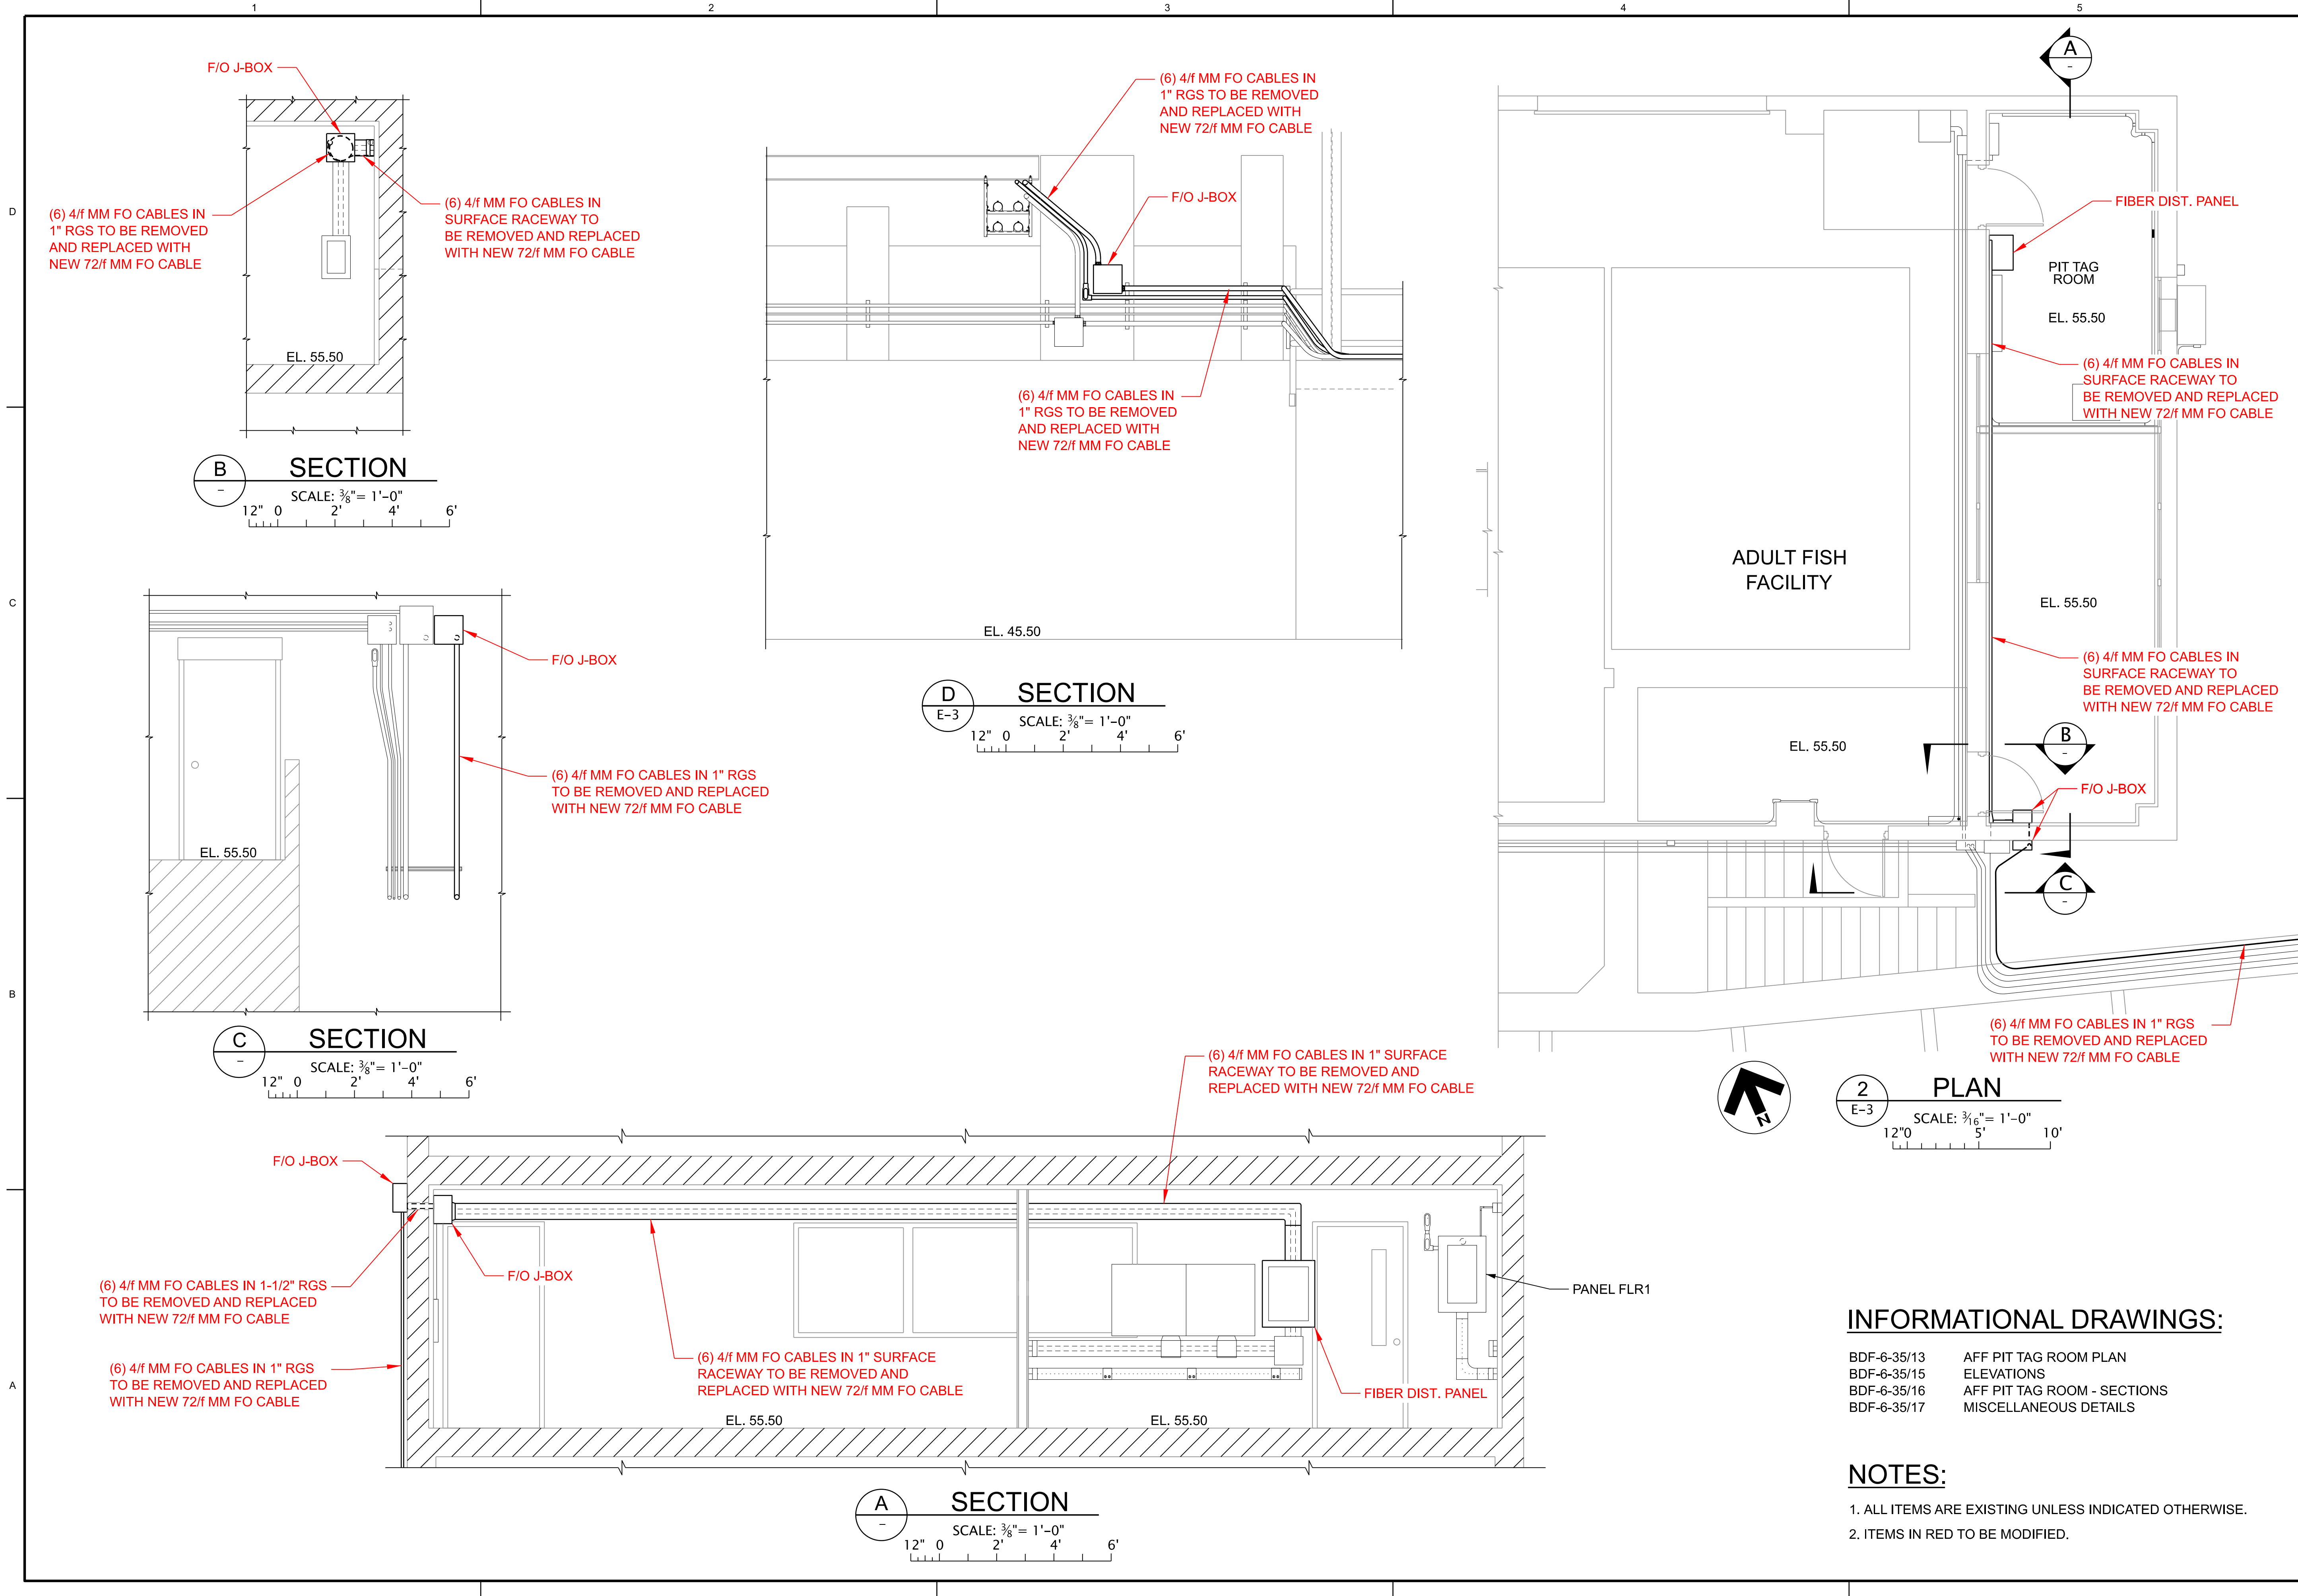 1
2
3
4
5
D
C
B
A
F/O J-BOX
(6) 4/f MM FO CABLES IN
1" RGS TO BE REMOVED
AND REPLACED WITH
NEW 72/f MM FO CABLE
(6) 4/f MM FO CABLES IN
SURFACE RACEWAY TO
BE REMOVED AND REPLACED
WITH NEW 72/f MM FO CABLE
EL. 55.50
B
-
SECTION
SCALE: 3/8"= 1'-0"
12" 0 2' 4' 6'
(6) 4/f MM FO CABLES IN
1" RGS TO BE REMOVED
AND REPLACED WITH
NEW 72/f MM FO CABLE
F/O J-BOX
(6) 4/f MM FO CABLES IN
1" RGS TO BE REMOVED
AND REPLACED WITH
NEW 72/f MM FO CABLE
EL. 45.50
D
E-3
SECTION
SCALE: 3/8"= 1'-0"
12" 0 2' 4' 6'
F/O J-BOX
(6) 4/f MM FO CABLES IN 1" RGS
TO BE REMOVED AND REPLACED
WITH NEW 72/f MM FO CABLE
EL. 55.50
C
-
SECTION
SCALE: 3/8"= 1'-0"
12" 0 2' 4' 6'
A
-
FIBER DIST. PANEL
PIT TAG
ROOM
EL. 55.50
(6) 4/f MM FO CABLES IN
SURFACE RACEWAY TO
BE REMOVED AND REPLACED
WITH NEW 72/f MM FO CABLE
ADULT FISH
FACILITY
EL. 55.50
(6) 4/f MM FO CABLES IN
SURFACE RACEWAY TO
BE REMOVED AND REPLACED
WITH NEW 72/f MM FO CABLE
EL. 55.50
B
-
F/O J-BOX
C
-
(6) 4/f MM FO CABLES IN 1" RGS
TO BE REMOVED AND REPLACED
WITH NEW 72/f MM FO CABLE
N
2
E-3
PLAN
SCALE: 3/16"= 1'-0"
12"0 5' 10'
(6) 4/f MM FO CABLES IN 1" SURFACE
RACEWAY TO BE REMOVED AND
REPLACED WITH NEW 72/f MM FO CABLE
F/O J-BOX
F/O J-BOX
(6) 4/f MM FO CABLES IN 1-1/2" RGS
TO BE REMOVED AND REPLACED
WITH NEW 72/f MM FO CABLE
(6) 4/f MM FO CABLES IN 1" RGS
TO BE REMOVED AND REPLACED
WITH NEW 72/f MM FO CABLE
(6) 4/f MM FO CABLES IN 1" SURFACE
RACEWAY TO BE REMOVED AND
REPLACED WITH NEW 72/f MM FO CABLE
PANEL FLR1
FIBER DIST. PANEL
EL. 55.50
EL. 55.50
A
-
SECTION
SCALE: 3/8"= 1'-0"
12" 0 2' 4' 6'
INFORMATIONAL DRAWINGS:
BDF-6-35/13 AFF PIT TAG ROOM PLAN
BDF-6-35/15 ELEVATIONS
BDF-6-35/16 AFF PIT TAG ROOM - SECTIONS
BDF-6-35/17 MISCELLANEOUS DETAILS
NOTES:
1. ALL ITEMS ARE EXISTING UNLESS INDICATED OTHERWISE.
2. ITEMS IN RED TO BE MODIFIED.